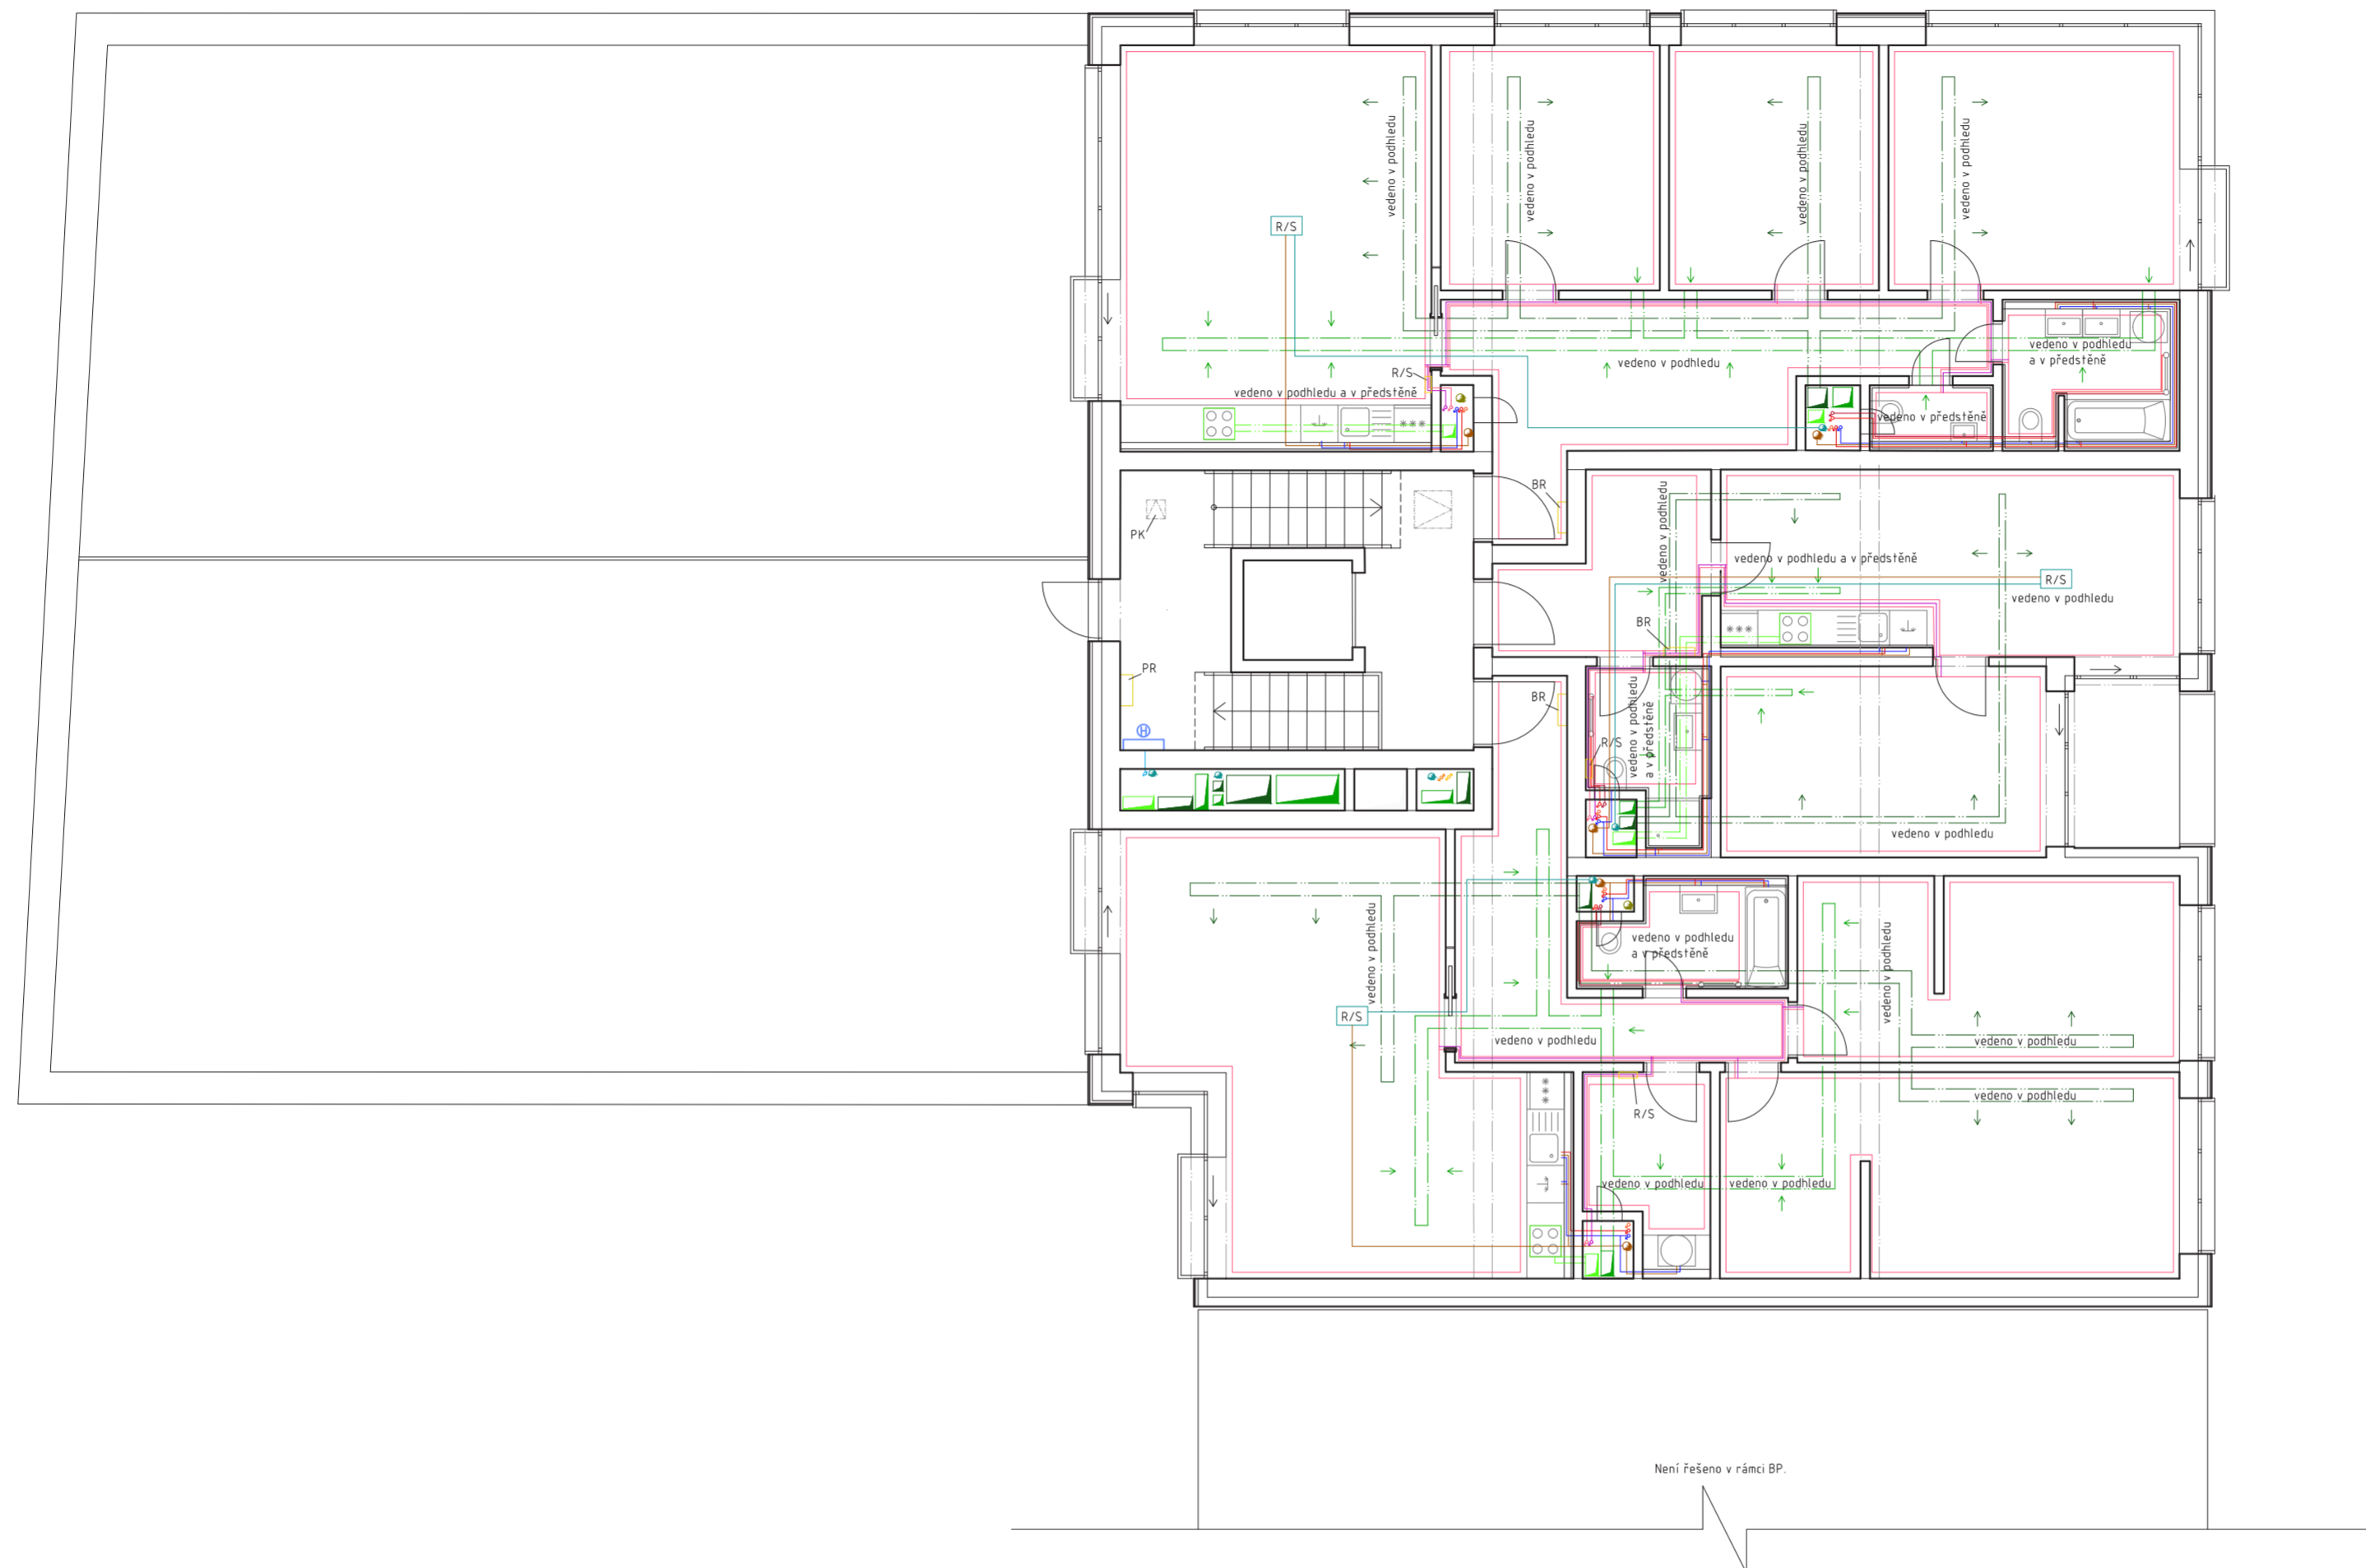 vedeno v podhledu
vedeno v podhledu
vedeno v podhledu
vedeno v podhledu
R/S
vedeno v podhledu
a v předstěně
vedeno v podhledu
R/S
vedeno v podhledu a v předstěně
vedeno v předstěně
BR
PK
vedeno v podhledu
vedeno v podhledu a v předstěně
R/S
vedeno v podhledu
BR
PR
BR
vedeno v podhledu
a v předstěně
R/S
H
vedeno v podhledu
vedeno v podhledu
vedeno v podhledu
a v předstěně
vedeno v podhledu
R/S
vedeno v podhledu
vedeno v podhledu
vedeno v podhledu
R/S
vedeno v podhledu
vedeno v podhledu
Není řešeno v rámci BP.